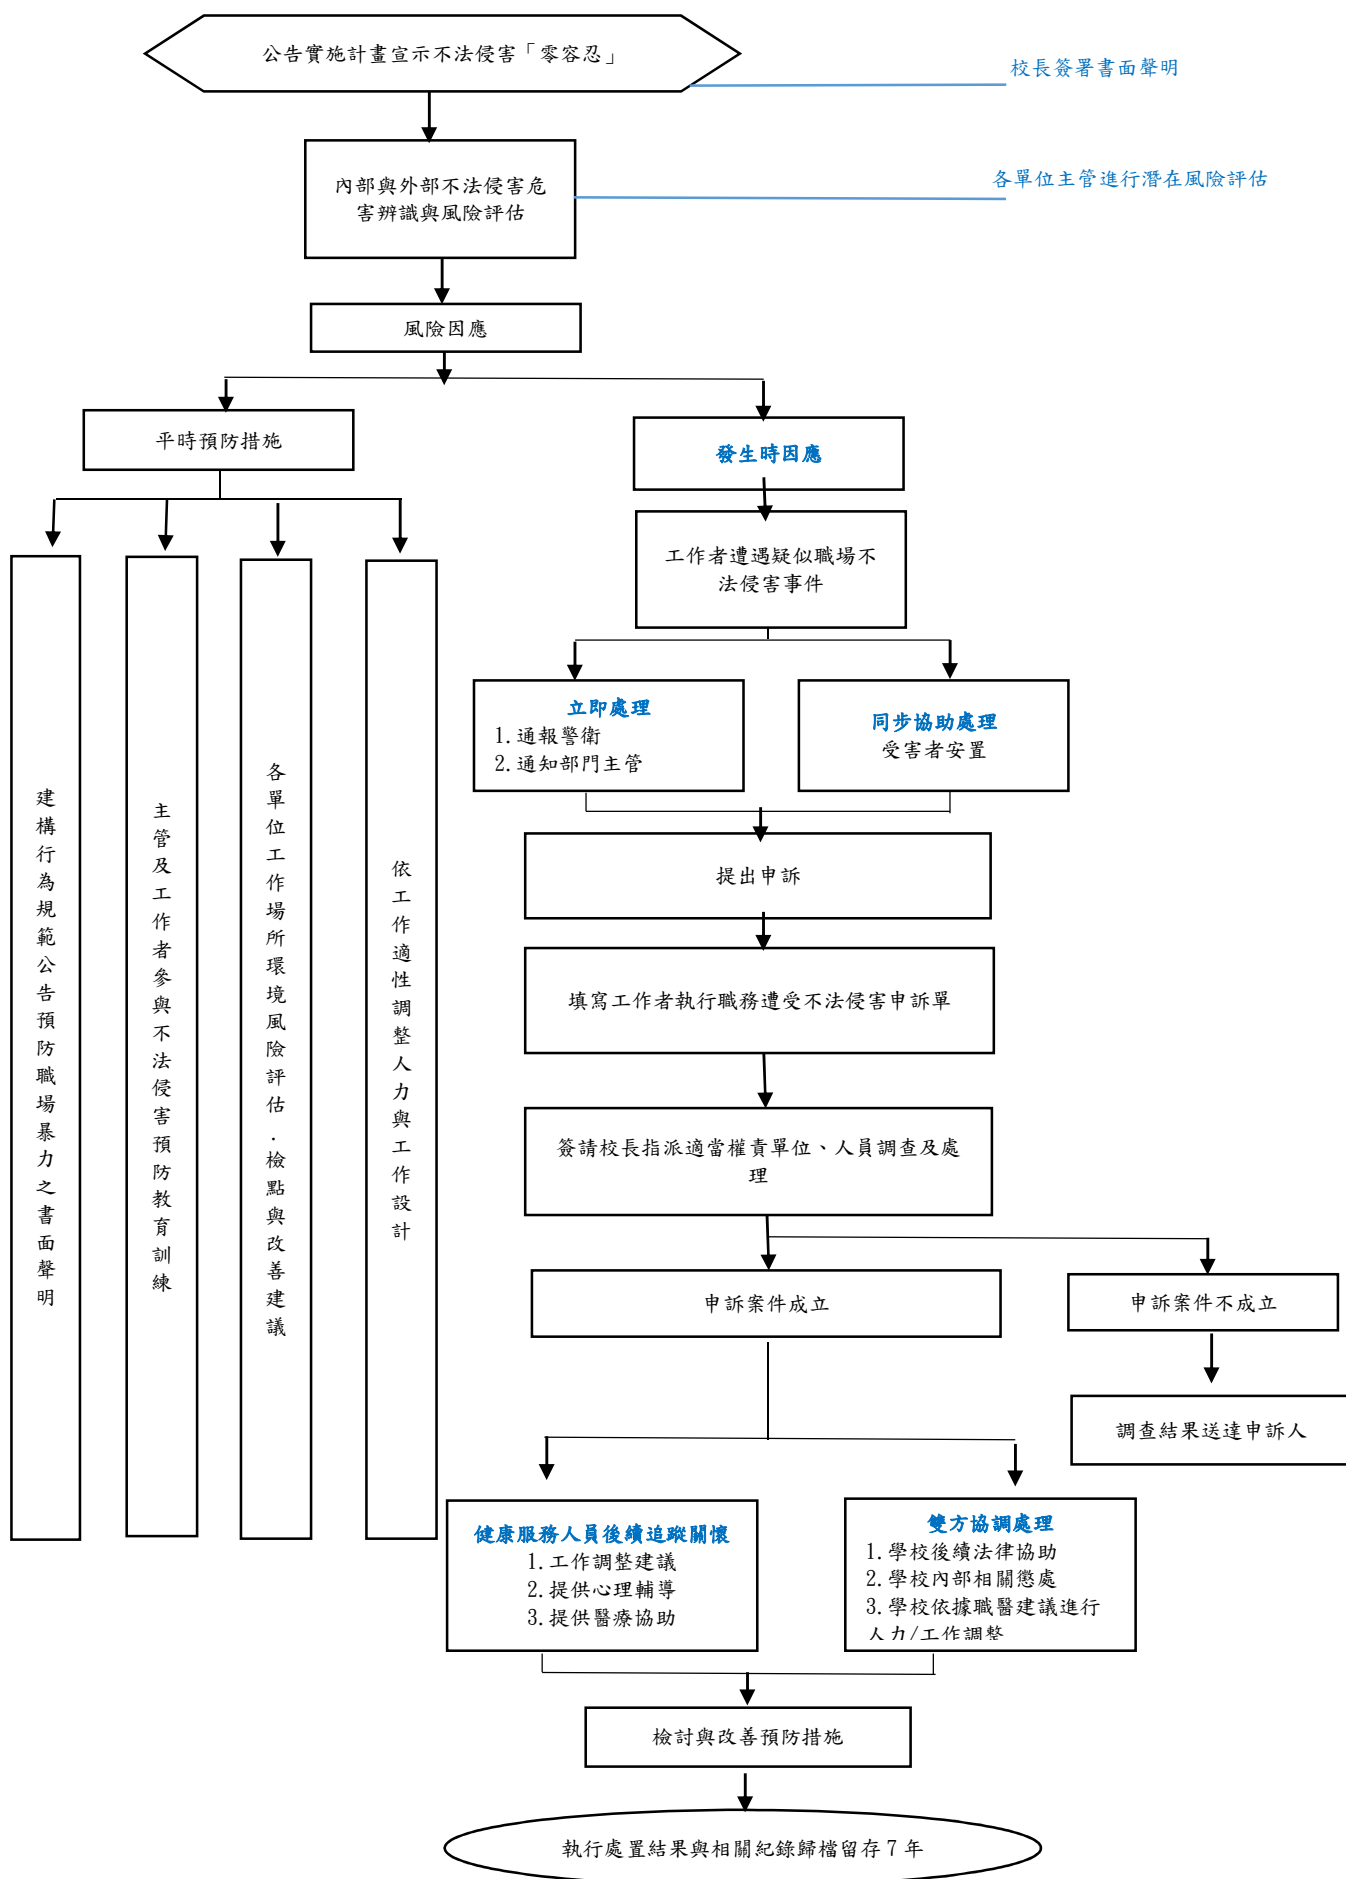 公告實施計畫宣示不法侵害「零容忍」
校長簽署書面聲明
內部與外部不法侵害危
害辨識與風險評估
各單位主管進行潛在風險評估
風險因應
平時預防措施
發生時因應
建構行為規範公告預防職場暴力之書面聲明
主管及工作者參與不法侵害預防教育訓練
各單位工作場所環境風險評估.檢點與改善建議
依工作適性調整人力與工作設計
工作者遭遇疑似職場不
法侵害事件
立即處理
1.通報警衛
2.通知部門主管
同步協助處理
受害者安置
提出申訴
填寫工作者執行職務遭受不法侵害申訴單
簽請校長指派適當權責單位、人員調查及處
理
申訴案件成立
申訴案件不成立
調查結果送達申訴人
健康服務人員後續追蹤關懷
1.工作調整建議
2.提供心理輔導
3.提供醫療協助
雙方協調處理
1.學校後續法律協助
2.學校內部相關懲處
3.學校依據職醫建議進行
人力/工作調整
檢討與改善預防措施
執行處置結果與相關紀錄歸檔留存 7 年